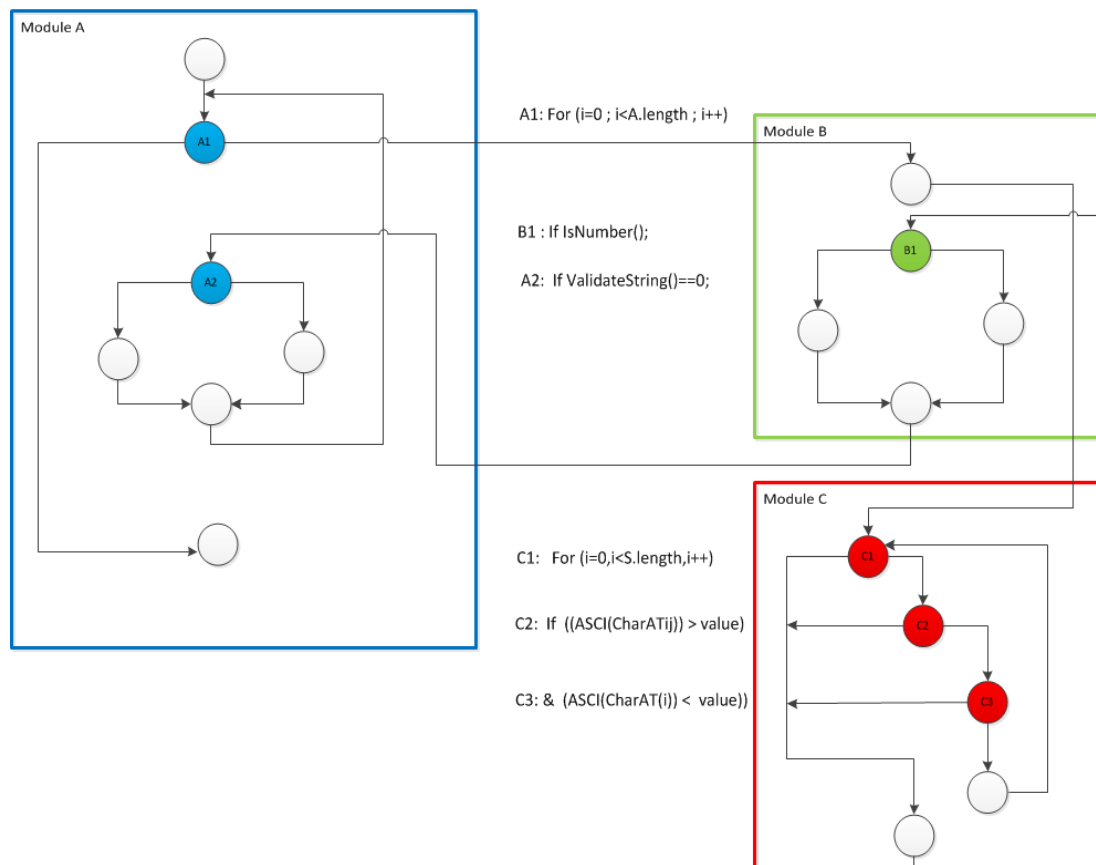 Module A
A1
A1: For (i=0 ; i<A.length ; i++)
Module B
B1 : If IsNumber();
B1
A2
A2:  If ValidateString()==0;
Module C
C1:   For (i=0,i<S.length,i++)
C1
C2:  If  ((ASCI(CharATij)) > value)
C2
C3: &  (ASCI(CharAT(i)) <  value))
C3